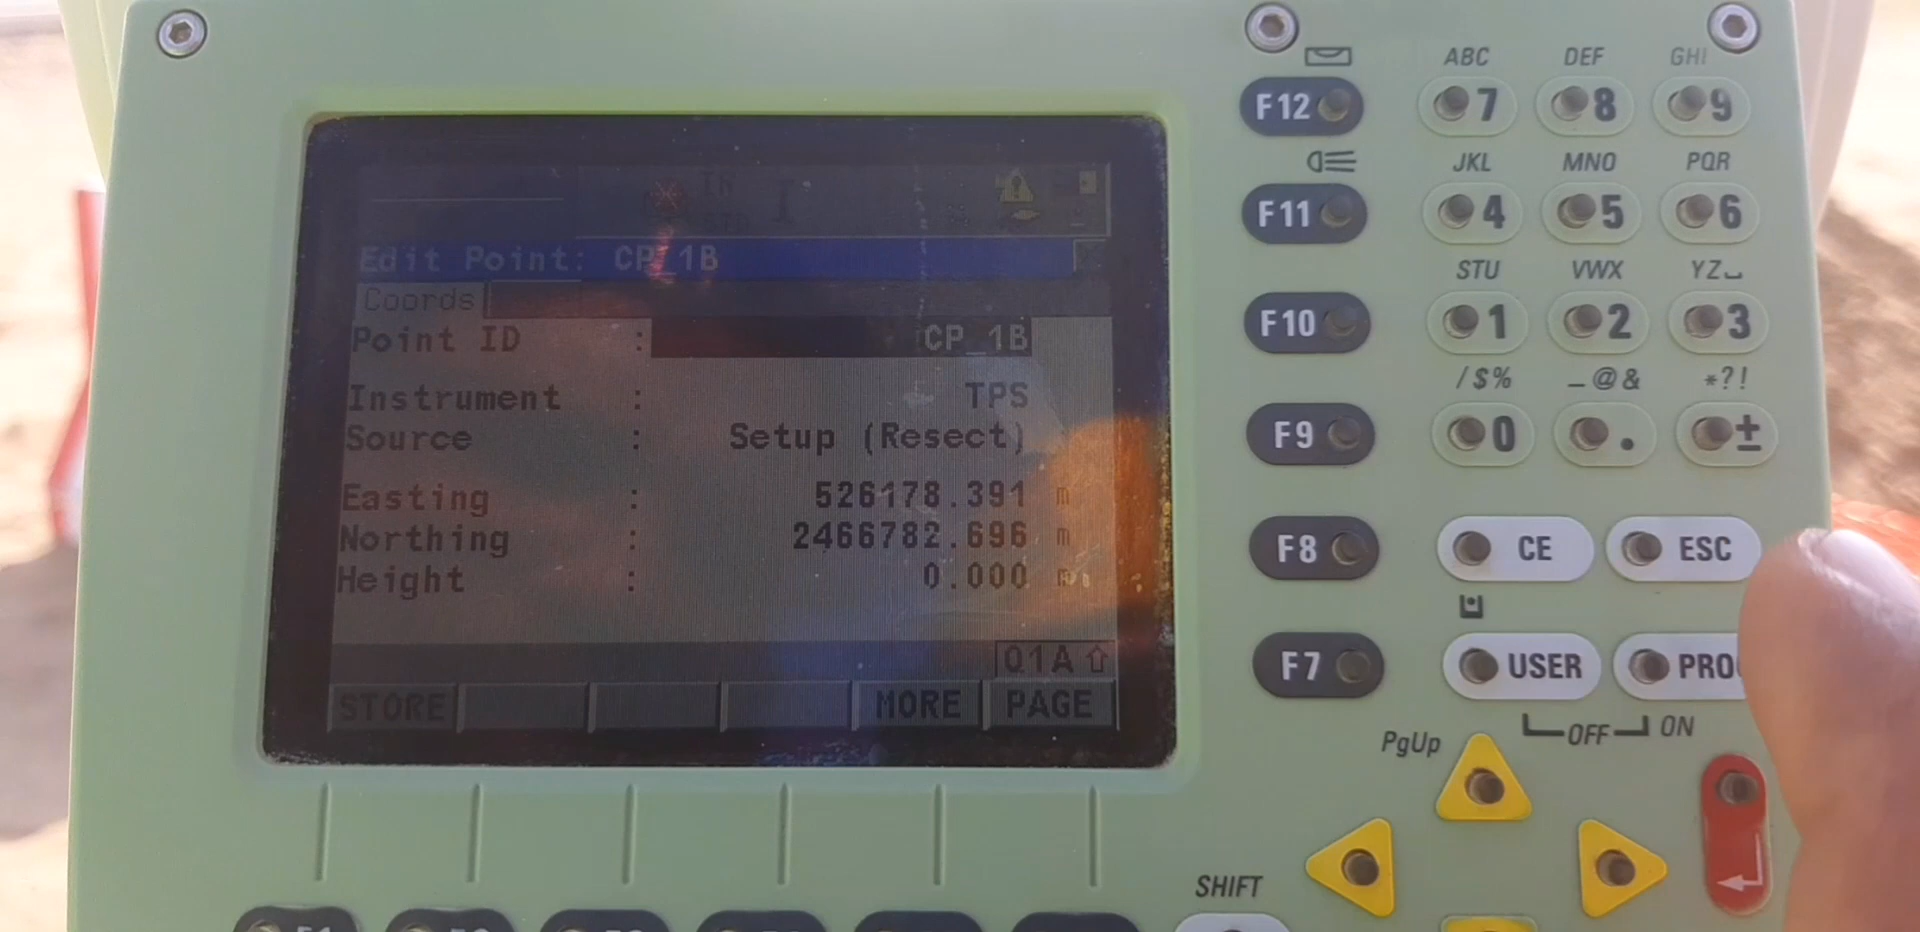 Edit Point: CP_1B
Coords
Point ID : CP_1B
Instrument : TPS
Source : Setup (Resect)
Easting : 526178.391 m
Northing : 2466782.696 m
Height : 0.000 m
Q1A
STORE MORE PAGE
ABC DEF GHI
F12 7 8 9
JKL MNO PQR
F11 4 5 6
STU VWX YZ
F10 1 2 3
/$% _@& *?!
F9 0 . ±
F8 CE ESC
F7 USER
OFF ON
PgUp
SHIFT